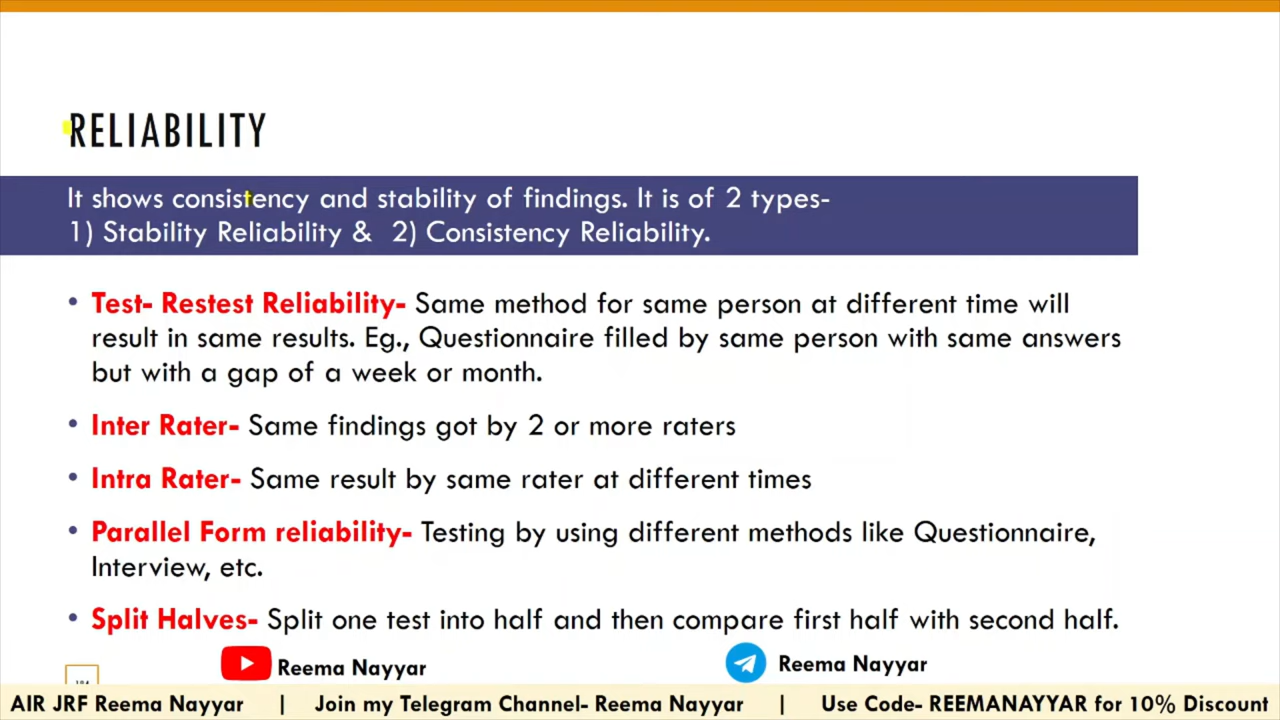 RELIABILITY
It shows consistency and stability of findings. It is of 2 types-
1) Stability Reliability & 2) Consistency Reliability.
• Test- Restest Reliability- Same method for same person at different time will
result in same results. Eg., Questionnaire filled by same person with same answers
but with a gap of a week or month.
• Inter Rater- Same findings got by 2 or more raters
• Intra Rater- Same result by same rater at different times
• Parallel Form reliability- Testing by using different methods like Questionnaire,
Interview, etc.
• Split Halves- Split one test into half and then compare first half with second half.
Reema Nayyar
Reema Nayyar
AIR JRF Reema Nayyar | Join my Telegram Channel- Reema Nayyar | Use Code- REEMANAYYAR for 10% Discount